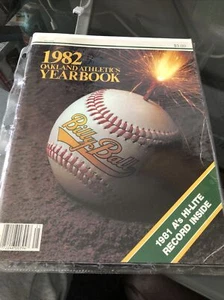 1982
OAKLAND ATHLETICS
YEARBOOK
Billy Ball
1981 A's HI-LITE
RECORD INSIDE